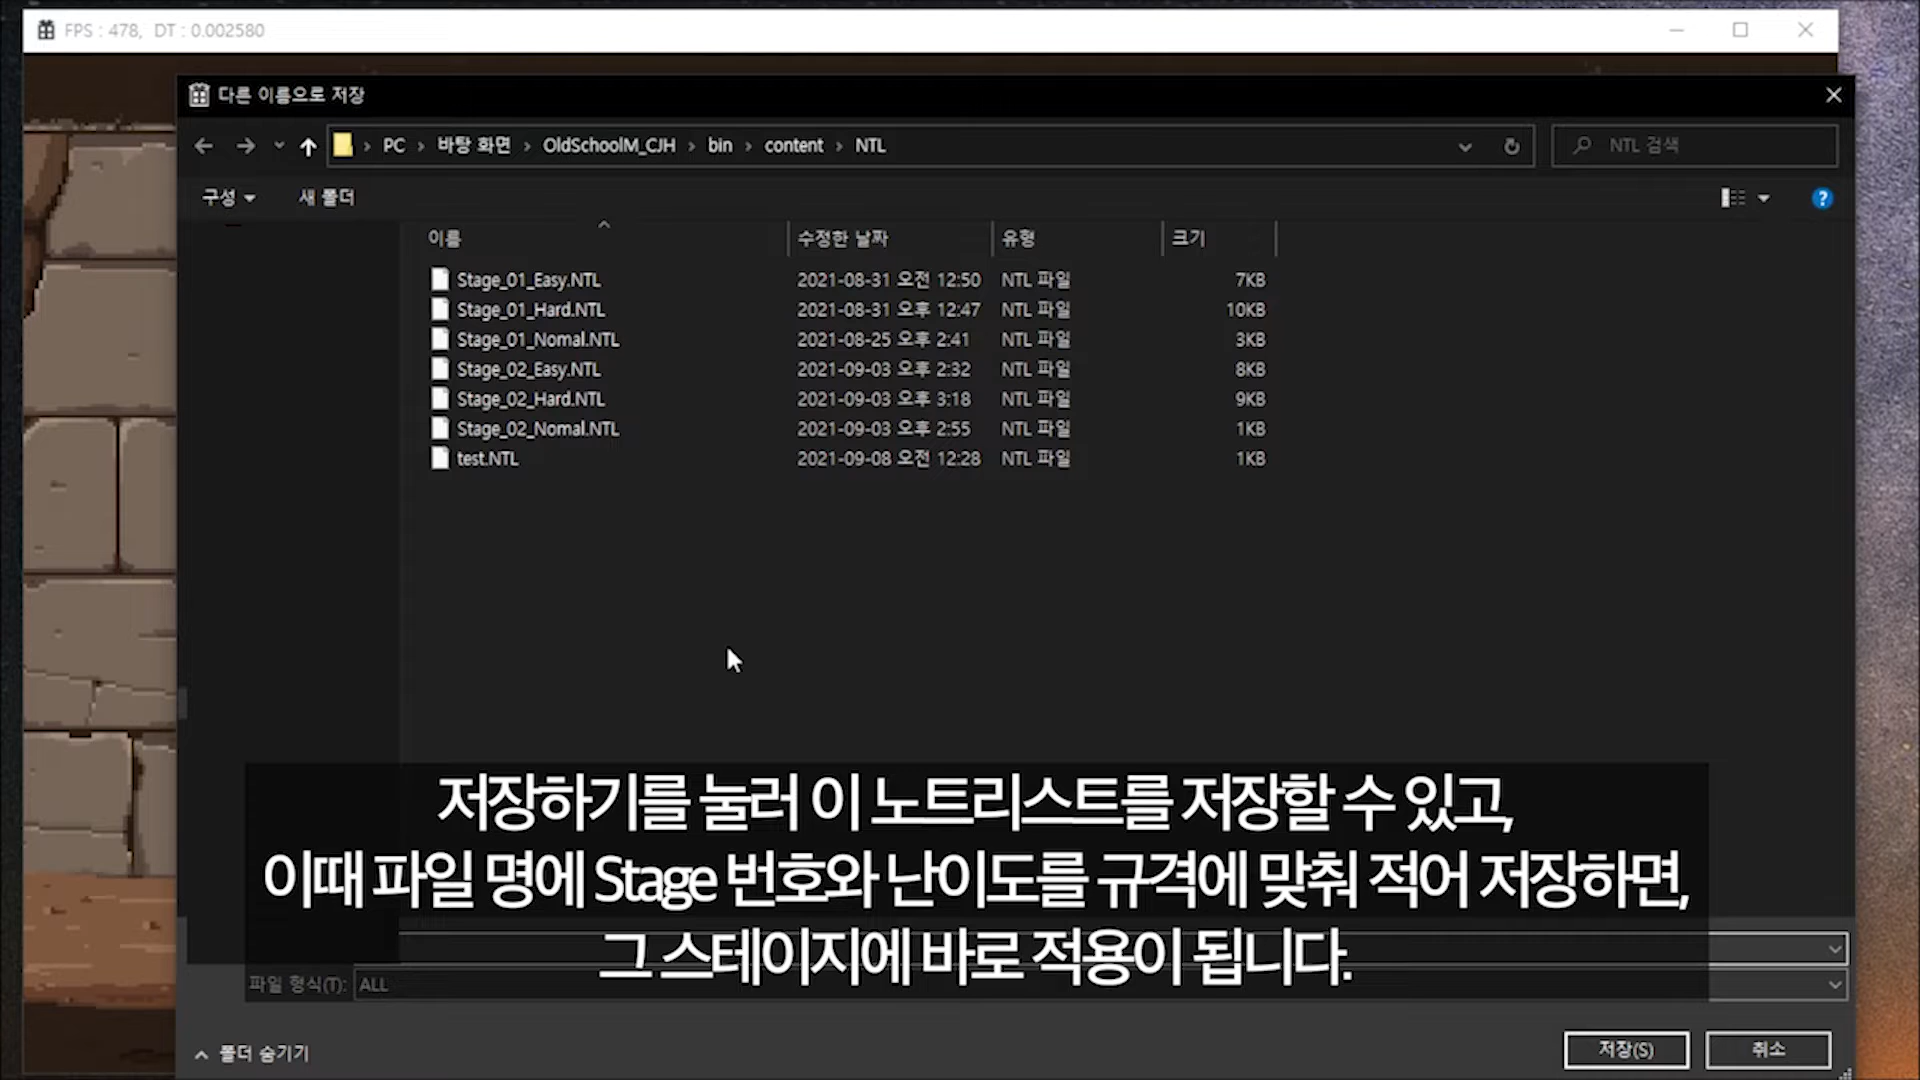 FPS : 478, DT : 0.002580
다른 이름으로 저장
PC › 바탕 화면 › OldSchoolM_CJH › bin › content › NTL
NTL 검색
구성 새 폴더
이름 수정한 날짜 유형 크기
Stage_01_Easy.NTL 2021-08-31 오전 12:50 NTL 파일 7KB
Stage_01_Hard.NTL 2021-08-31 오후 12:47 NTL 파일 10KB
Stage_01_Nomal.NTL 2021-08-25 오후 2:41 NTL 파일 3KB
Stage_02_Easy.NTL 2021-09-03 오후 2:32 NTL 파일 8KB
Stage_02_Hard.NTL 2021-09-03 오후 3:18 NTL 파일 9KB
Stage_02_Nomal.NTL 2021-09-03 오후 2:55 NTL 파일 1KB
test.NTL 2021-09-08 오전 12:28 NTL 파일 1KB
저장하기를 눌러 이 노트리스트를 저장할 수 있고,
이때 파일 명에 Stage 번호와 난이도를 규격에 맞춰 적어 저장하면,
그 스테이지에 바로 적용이 됩니다.
파일 형식(T): ALL
폴더 숨기기
저장(S) 취소